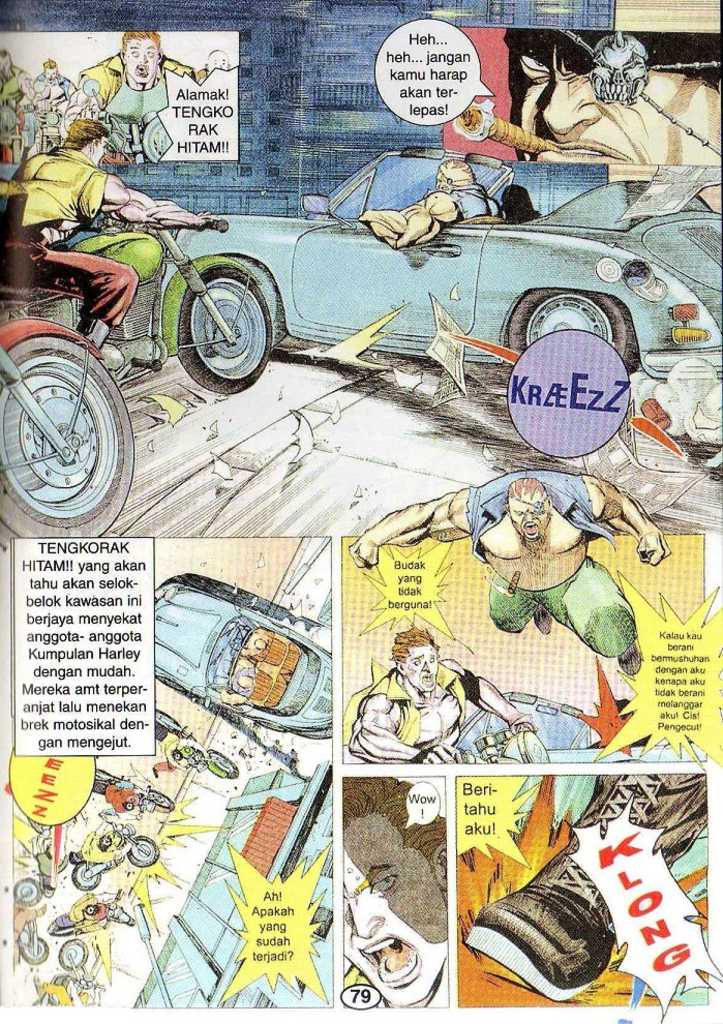 Alamak!
TENGKO
RAK
HITAM!!
Heh...
heh... jangan
kamu harap
akan ter-
lepas!
KRÆEZZ
TENGKORAK
HITAM!! yang akan
tahu akan selok-
belok kawasan ini
berjaya menyekat
anggota- anggota
Kumpulan Harley
dengan mudah.
Mereka amt terper-
anjat lalu menekan
brek motosikal den-
gan mengejut.
EEZZ
Ah!
Apakah
yang
sudah
terjadi?
Budak
yang
tidak
berguna!
Kalau kau
berani
bermushuhan
dengan aku
kenapa aku
tidak berani
melanggar
aku! Cis!
Pengecut!
Wow
!
Beri-
tahu
aku!
KLONG
79